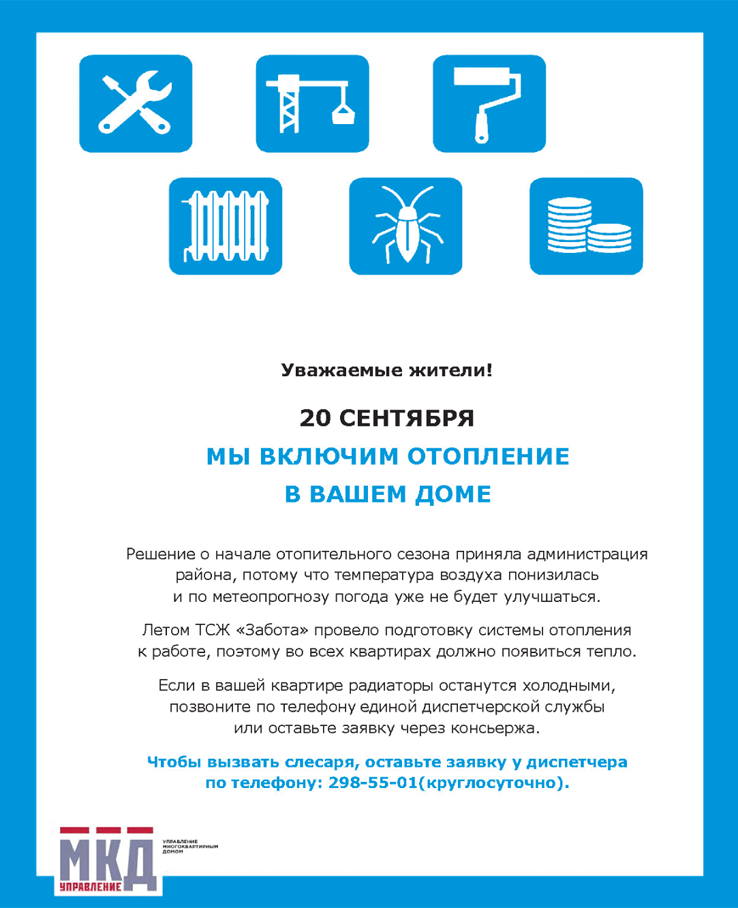 Уважаемые жители!
20 СЕНТЯБРЯ
МЫ ВКЛЮЧИМ ОТОПЛЕНИЕ
В ВАШЕМ ДОМЕ
Решение о начале отопительного сезона приняла администрация
района, потому что температура воздуха понизилась
и по метеопрогнозу погода уже не будет улучшаться.
Летом ТСЖ «Забота» провело подготовку системы отопления
к работе, поэтому во всех квартирах должно появиться тепло.
Если в вашей квартире радиаторы останутся холодными,
позвоните по телефону единой диспетчерской службы
или оставьте заявку через консьержа.
Чтобы вызвать слесаря, оставьте заявку у диспетчера
по телефону: 298-55-01(круглосуточно).
МКД
УПРАВЛЕНИЕ
УПРАВЛЕНИЕ
МНОГОКВАРТИРНЫМ
ДОМОМ